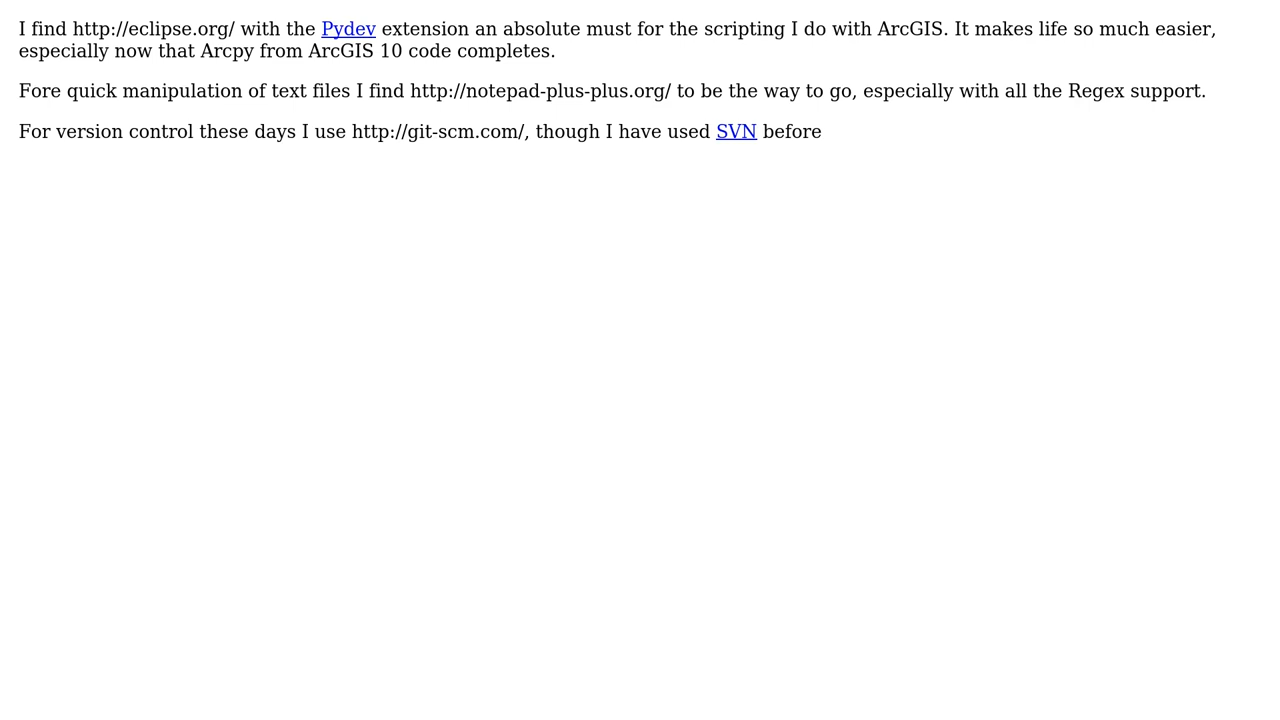 I find http://eclipse.org/ with the Pydev extension an absolute must for the scripting I do with ArcGIS. It makes life so much easier,
especially now that Arcpy from ArcGIS 10 code completes.
Fore quick manipulation of text files I find http://notepad-plus-plus.org/ to be the way to go, especially with all the Regex support.
For version control these days I use http://git-scm.com/, though I have used SVN before